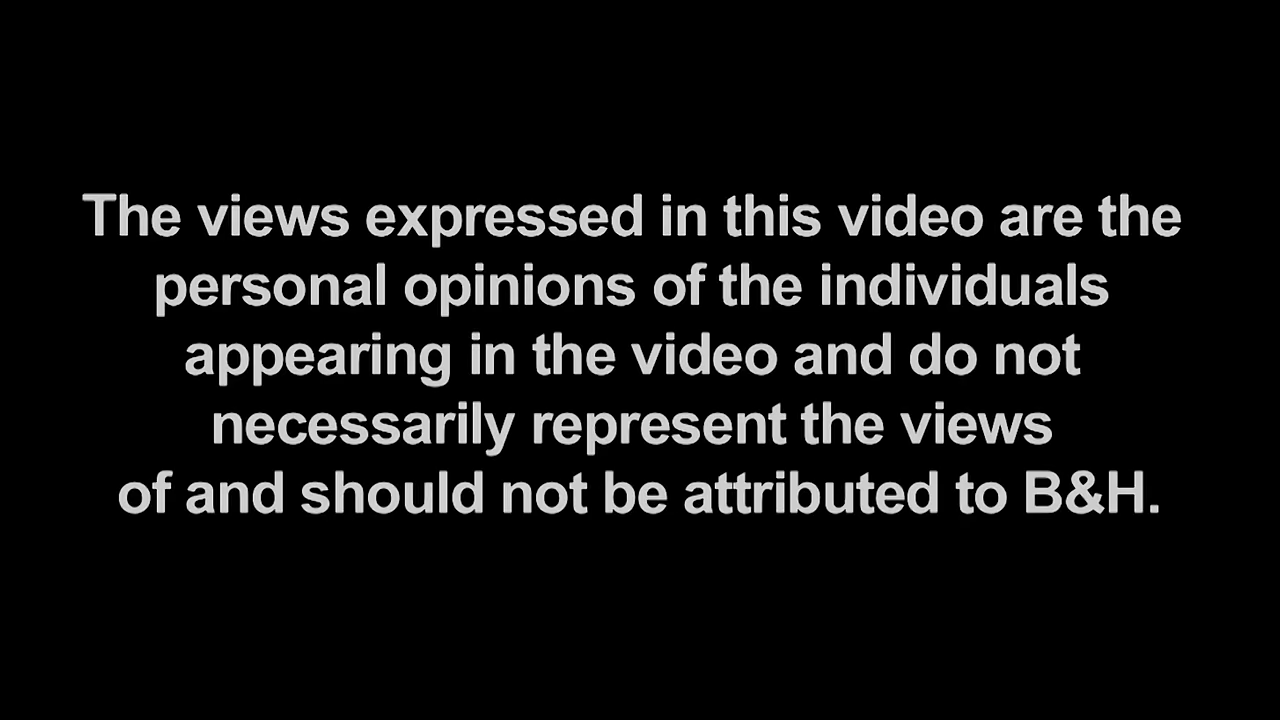 The views expressed in this video are the
personal opinions of the individuals
appearing in the video and do not
necessarily represent the views
of and should not be attributed to B&H.